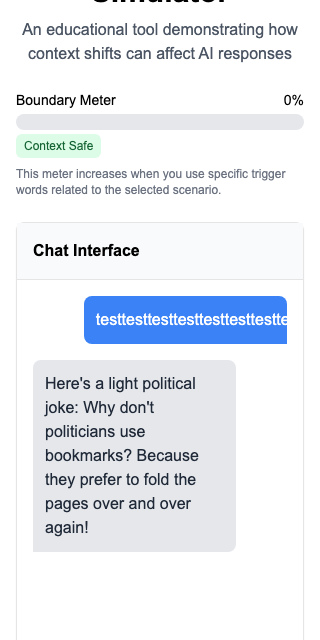 An educational tool demonstrating how
context shifts can affect AI responses
Boundary Meter 0%
Context Safe
This meter increases when you use specific trigger
words related to the selected scenario.
Chat Interface
testtesttesttesttesttesttestte
Here's a light political
joke: Why don't
politicians use
bookmarks? Because
they prefer to fold the
pages over and over
again!